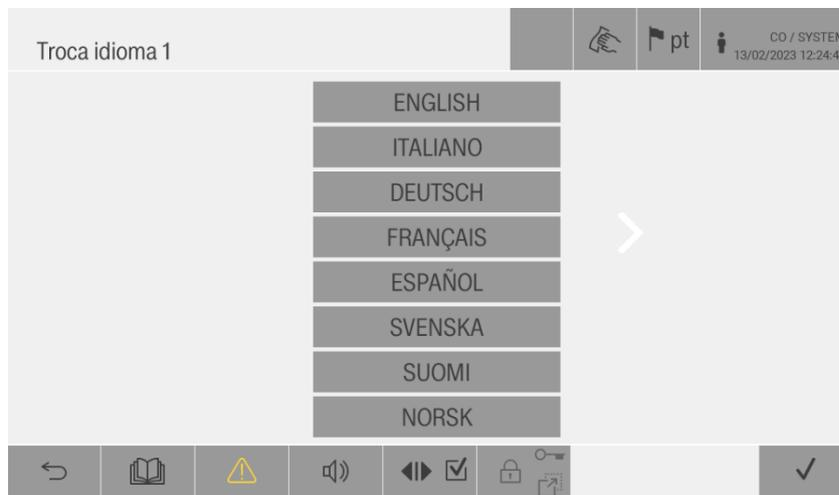 Troca idioma 1
pt
CO / SYSTEM
13/02/2023 12:24:4
ENGLISH
ITALIANO
DEUTSCH
FRANÇAIS
ESPAÑOL
SVENSKA
SUOMI
NORSK